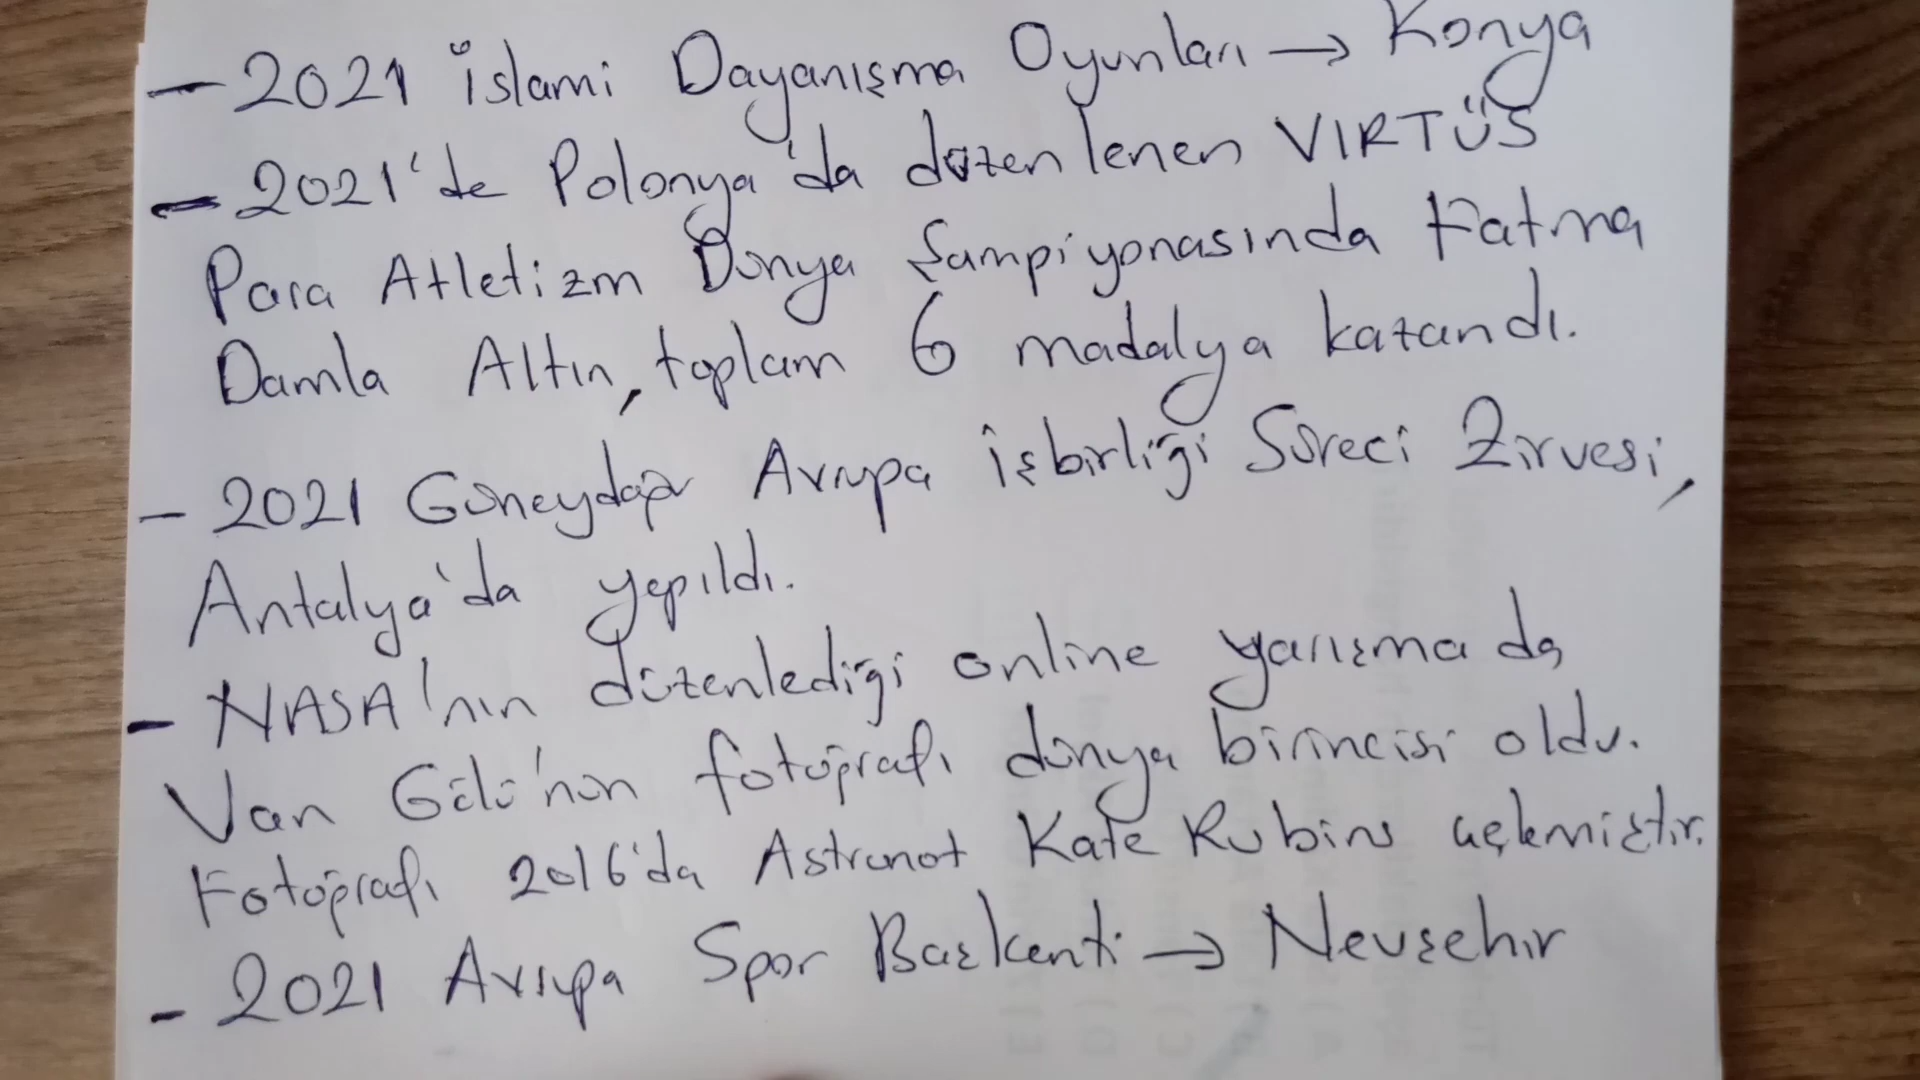 - 2021 İslami Dayanışma Oyunları → Konya
- 2021'de Polonya'da düzenlenen VIRTÜS
Para Atletizm Dünya Şampiyonasında Fatma
Damla Altın, toplam 6 madalya kazandı.
- 2021 Güneydoğu Avrupa İşbirliği Süreci Zirvesi,
Antalya'da yapıldı.
- NASA'nın düzenlediği online yarışmada
Van Gölü'nün fotoğrafı dünya birincisi oldu.
Fotoğrafı 2016'da Astronot Kate Rubins çekmiştir.
- 2021 Avrupa Spor Başkenti → Nevşehir